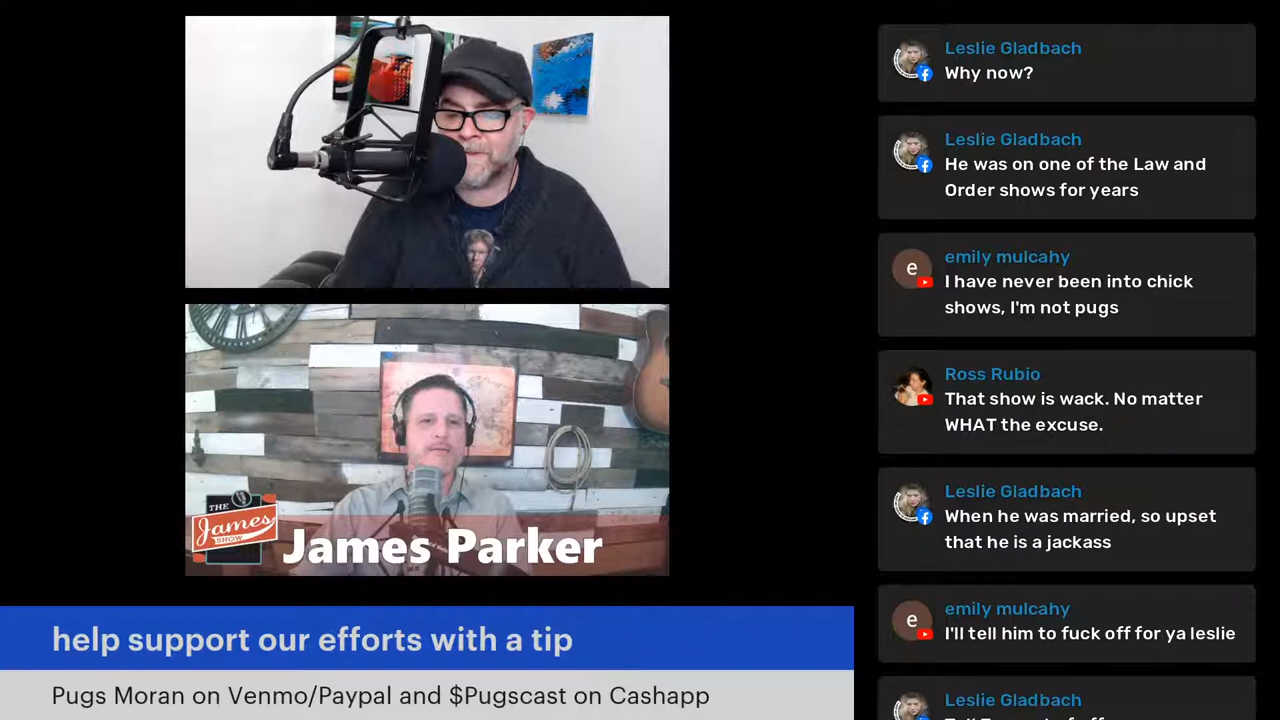 THE
James
SHOW
James Parker
help support our efforts with a tip
Pugs Moran on Venmo/Paypal and $Pugscast on Cashapp
Leslie Gladbach
Why now?
Leslie Gladbach
He was on one of the Law and
Order shows for years
e
emily mulcahy
I have never been into chick
shows, I'm not pugs
Ross Rubio
That show is wack. No matter
WHAT the excuse.
Leslie Gladbach
When he was married, so upset
that he is a jackass
e
emily mulcahy
I'll tell him to fuck off for ya leslie
Leslie Gladbach